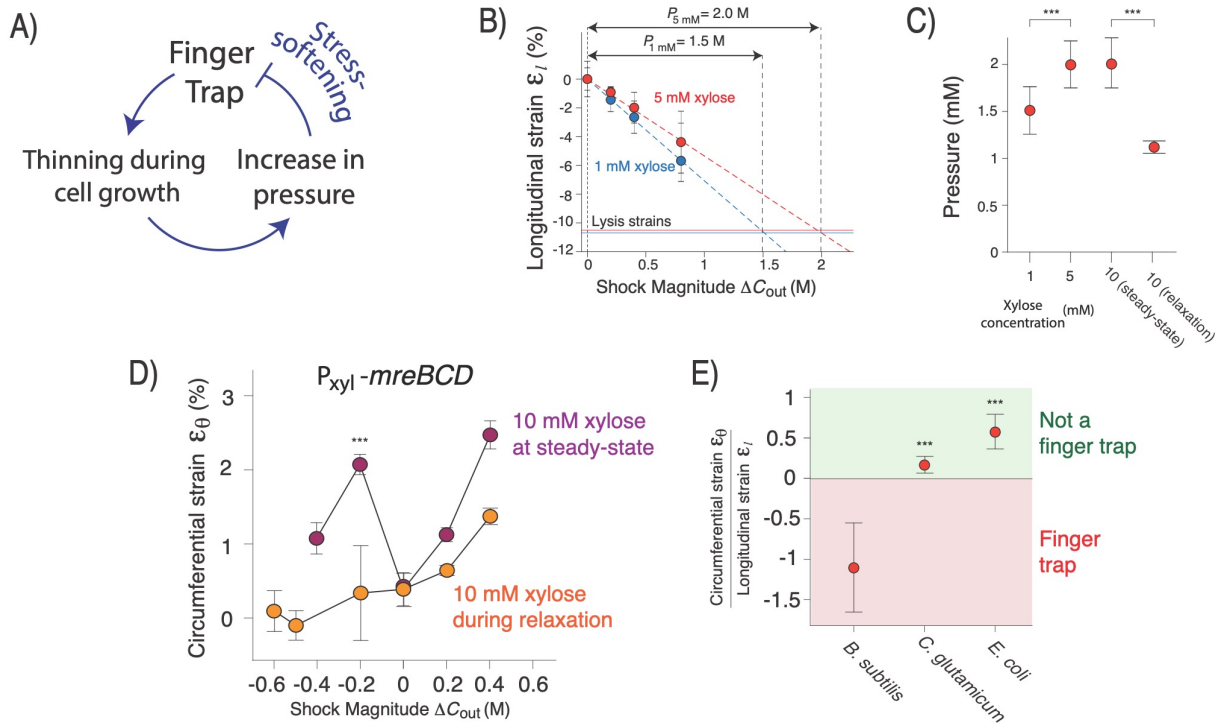 A)
Finger
Trap
Stress-
softening
Thinning during
cell growth
Increase in
pressure
B)
P5 mM = 2.0 M
P1 mM = 1.5 M
Longitudinal strain εl (%)
0
-2
-4
-6
-8
-10
-12
5 mM xylose
1 mM xylose
Lysis strains
0
0.5
1
1.5
2
Shock Magnitude ΔCout (M)
C)
***
***
Pressure (mM)
2
1.5
1
0.5
0
1
5
10 (steady-state)
10 (relaxation)
Xylose
concentration
(mM)
D)
Pxyl -mreBCD
Circumferential strain εθ (%)
3
2
1
0
***
10 mM xylose
at steady-state
10 mM xylose
during relaxation
-0.6 -0.4 -0.2 0 0.2 0.4 0.6
Shock Magnitude ΔCout (M)
E)
Circumferential strain εθ
Longitudinal strain εl
1
0.5
0
-0.5
-1
-1.5
***
***
Not a
finger trap
Finger
trap
B. subtilis
C. glutamicum
E. coli